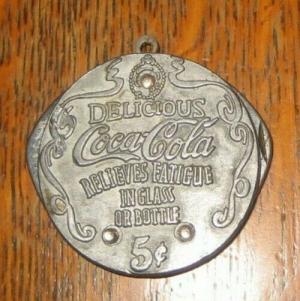 DELICIOUS
Coca-Cola
RELIEVES FATIGUE
IN GLASS
OR BOTTLE
5¢